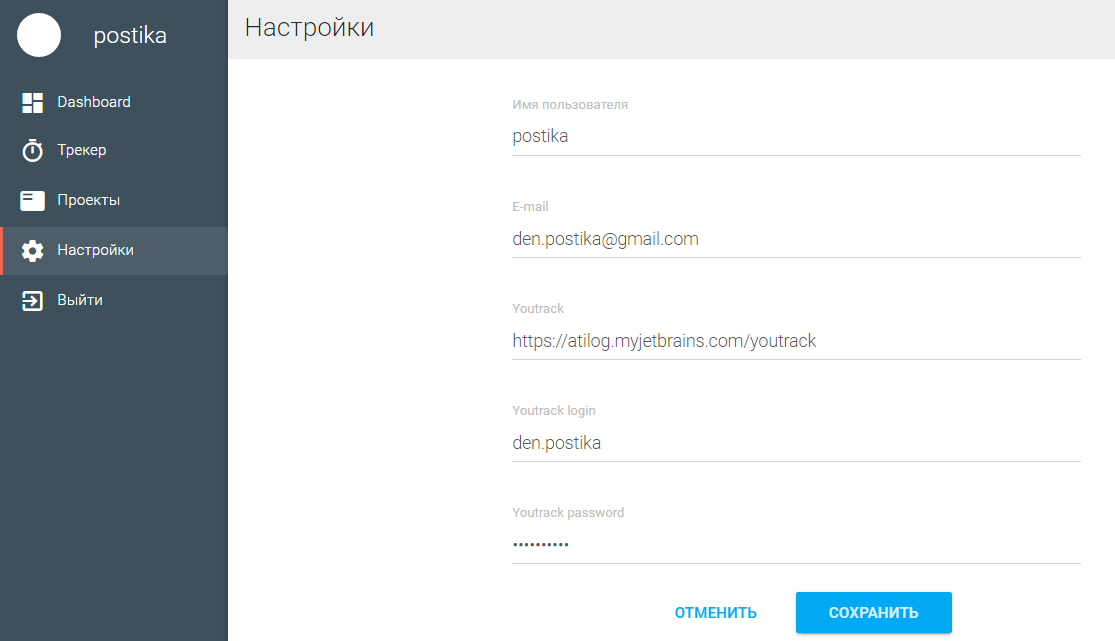 postika
Dashboard
Трекер
Проекты
Настройки
Выйти
Настройки
Имя пользователя
postika
E-mail
den.postika@gmail.com
Youtrack
https://atilog.myjetbrains.com/youtrack
Youtrack login
den.postika
Youtrack password
••••••••••
ОТМЕНИТЬ СОХРАНИТЬ